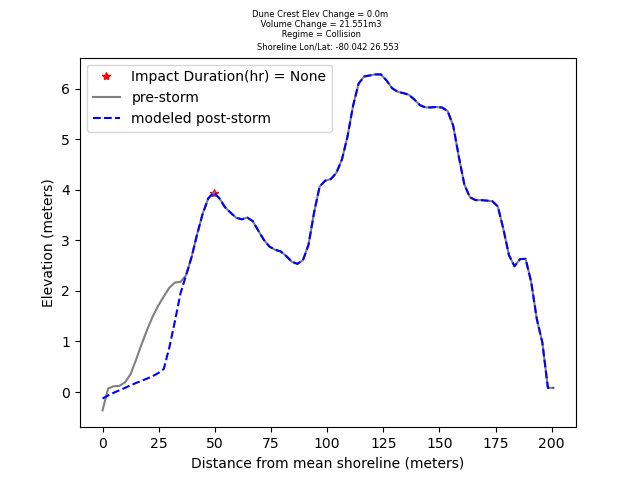 Dune Crest Elev Change = 0.0m
Volume Change = 21.551m3
Regime = Collision
Shoreline Lon/Lat: -80.042 26.553
Impact Duration(hr) = None
pre-storm
modeled post-storm
Elevation (meters)
6
5
4
3
2
1
0
0 25 50 75 100 125 150 175 200
Distance from mean shoreline (meters)